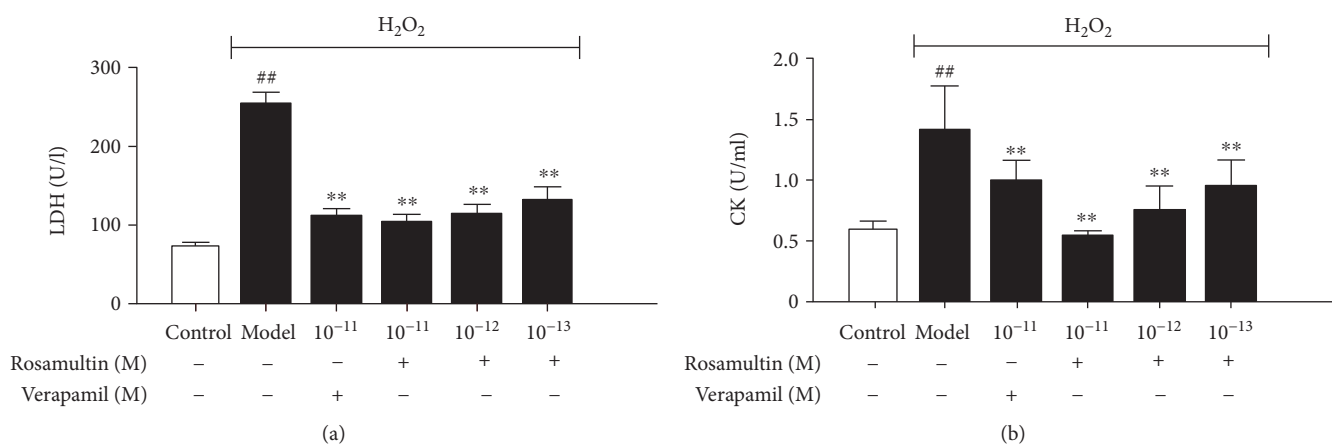 H₂O₂
300
200
100
0
LDH (U/l)
##
**
**
**
**
Control Model 10⁻¹¹ 10⁻¹¹ 10⁻¹² 10⁻¹³
Rosamultin (M) − − − + + +
Verapamil (M) − − + − − −
(a)
H₂O₂
2.0
1.5
1.0
0.5
0
CK (U/ml)
##
**
**
**
**
Control Model 10⁻¹¹ 10⁻¹¹ 10⁻¹² 10⁻¹³
Rosamultin (M) − − − + + +
Verapamil (M) − − + − − −
(b)